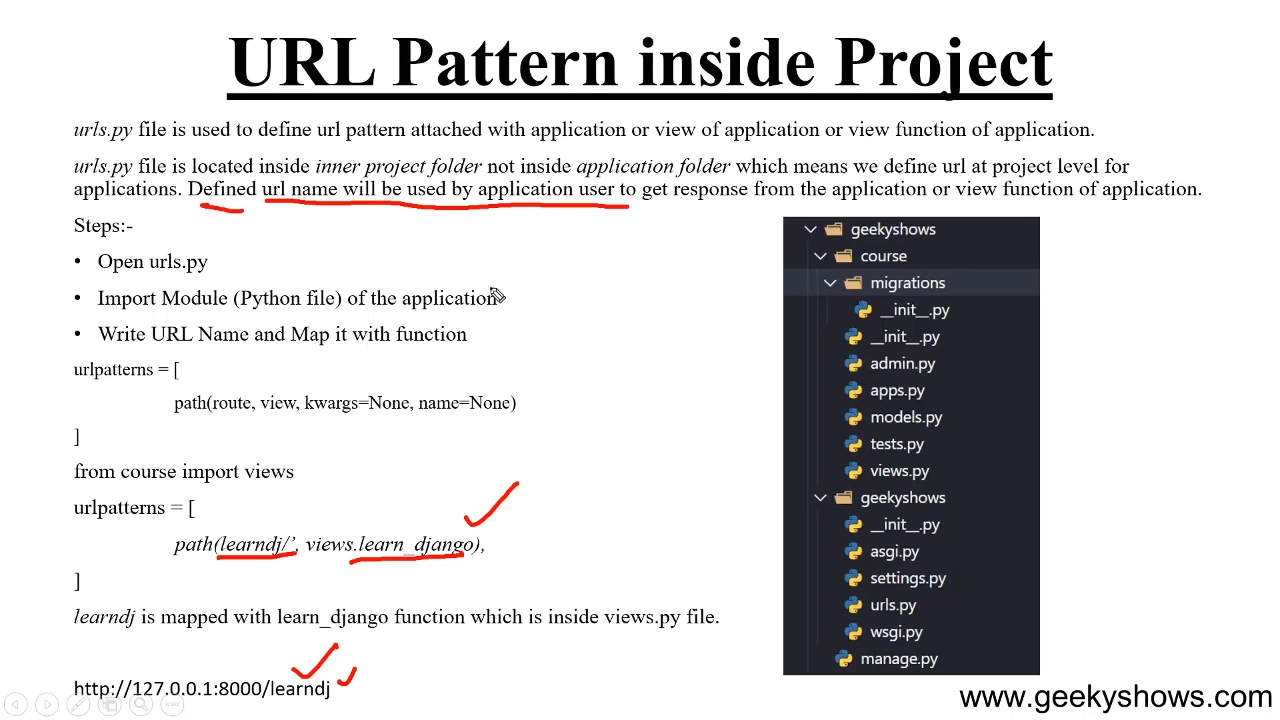 URL Pattern inside Project
urls.py file is used to define url pattern attached with application or view of application or view function of application.
urls.py file is located inside inner project folder not inside application folder which means we define url at project level for
applications. Defined url name will be used by application user to get response from the application or view function of application.
Steps:-
• Open urls.py
• Import Module (Python file) of the application
• Write URL Name and Map it with function
urlpatterns = [
path(route, view, kwargs=None, name=None)
]
from course import views
urlpatterns = [
path(learndj/’, views.learn_django),
]
learndj is mapped with learn_django function which is inside views.py file.
http://127.0.0.1:8000/learndj
geekyshows
course
migrations
__init__.py
__init__.py
admin.py
apps.py
models.py
tests.py
views.py
geekyshows
__init__.py
asgi.py
settings.py
urls.py
wsgi.py
manage.py
www.geekyshows.com